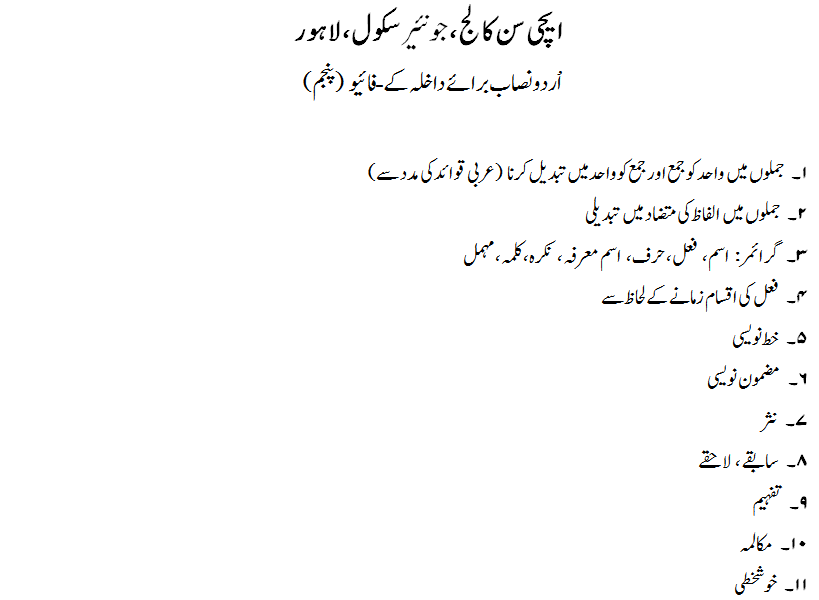 ایچی سن کالج، جونئیر سکول، لاہور
اُردو نصاب برائے داخلہ کے-فائیو (پنجم)
۱۔ جملوں میں واحد کو جمع اور جمع کو واحد میں تبدیل کرنا (عربی قوائد کی مدد سے)
۲۔ جملوں میں الفاظ کی متضاد میں تبدیلی
۳۔ گرائمر: اسم، فعل، حرف، اسم معرفہ، نکرہ، کلمہ، مہمل
۴۔ فعل کی اقسام زمانے کے لحاظ سے
۵۔ خط نویسی
۶۔ مضمون نویسی
۷۔ نثر
۸۔ سابقے، لاحقے
۹۔ تفہیم
۱۰۔ مکالمہ
۱۱۔ خوشخطی